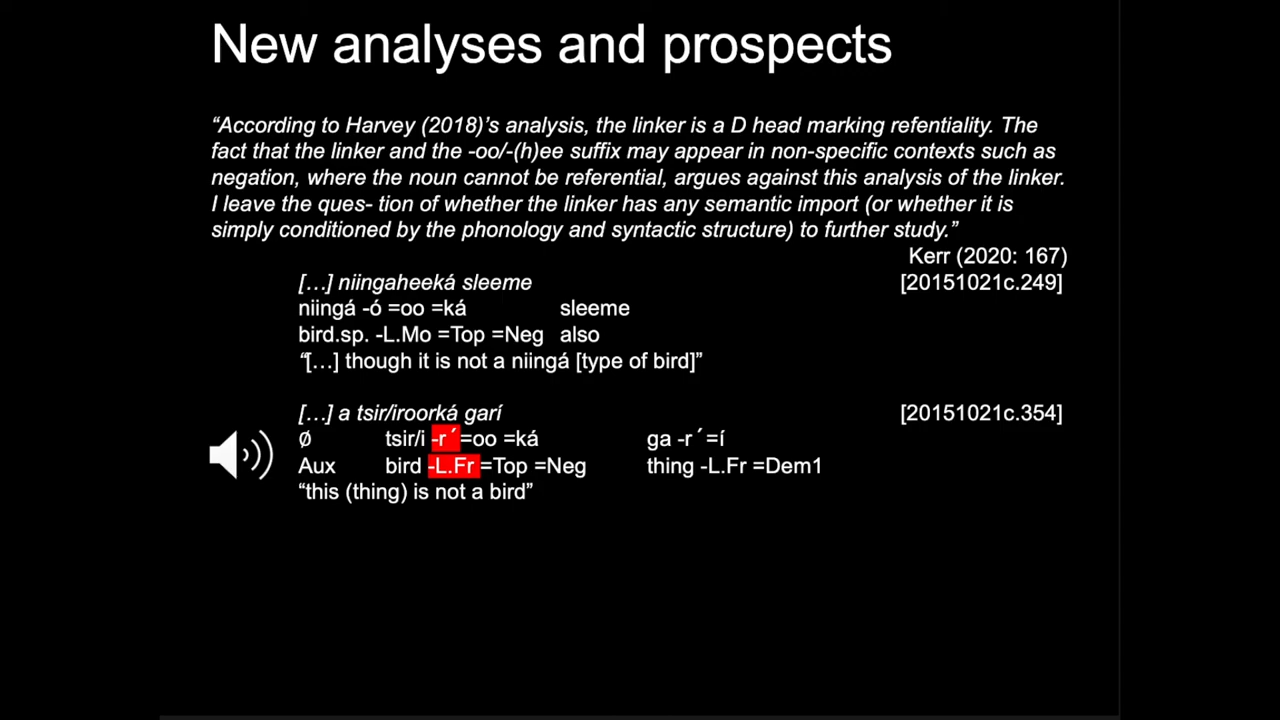 New analyses and prospects
“According to Harvey (2018)’s analysis, the linker is a D head marking refentiality. The
fact that the linker and the -oo/-(h)ee suffix may appear in non-specific contexts such as
negation, where the noun cannot be referential, argues against this analysis of the linker.
I leave the ques- tion of whether the linker has any semantic import (or whether it is
simply conditioned by the phonology and syntactic structure) to further study.”
Kerr (2020: 167)
[…] niingaheeká sleeme [20151021c.249]
niingá -ó =oo =ká sleeme
bird.sp. -L.Mo =Top =Neg also
“[…] though it is not a niingá [type of bird]”
[…] a tsir/iroorká garí [20151021c.354]
Ø tsir/i -r ́ =oo =ká ga -r ́ =í
Aux bird -L.Fr =Top =Neg thing -L.Fr =Dem1
“this (thing) is not a bird”